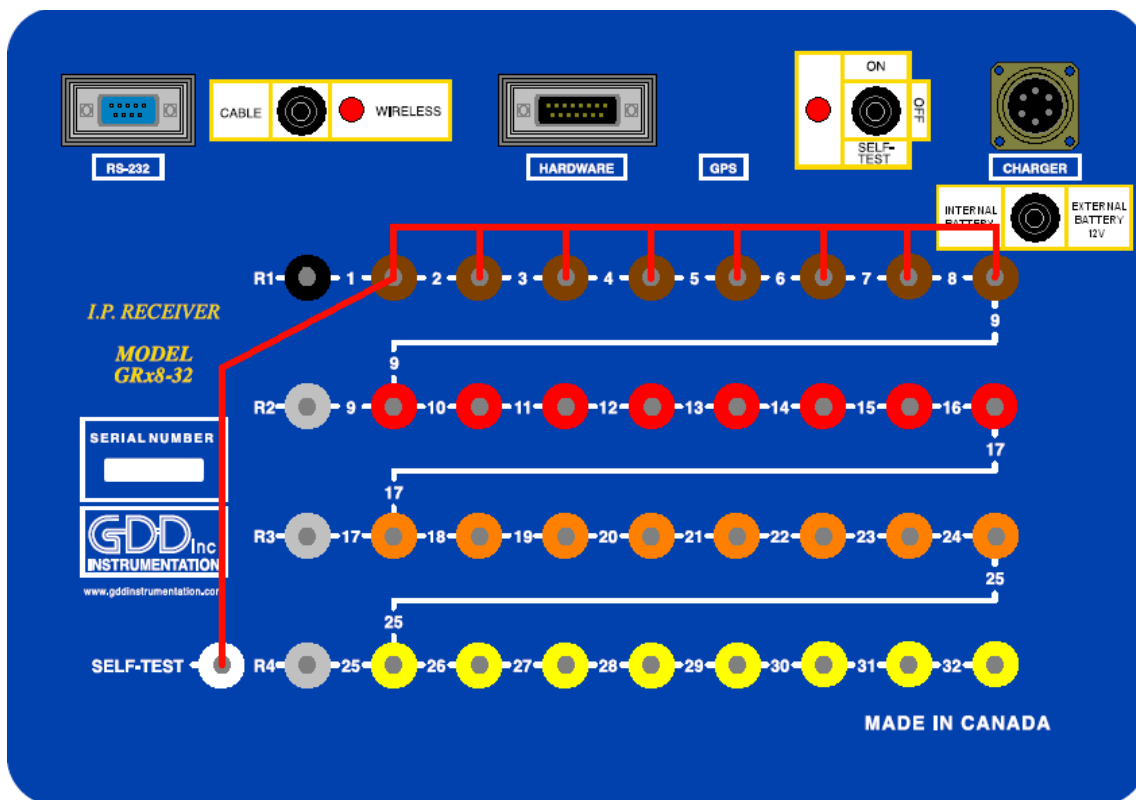 ON
CABLE
WIRELESS
OFF
SELF-
TEST
RS-232
HARDWARE
GPS
CHARGER
INTERNAL
BATTERY
EXTERNAL
BATTERY
12V
R1 1 2 3 4 5 6 7 8
9
I.P. RECEIVER
MODEL
GRx8-32
9
R2 9 10 11 12 13 14 15 16
SERIAL NUMBER
17
17
GDD Inc
INSTRUMENTATION
R3 17 18 19 20 21 22 23 24
25
www.gddinstrumentation.com
25
SELF-TEST R4 25 26 27 28 29 30 31 32
MADE IN CANADA